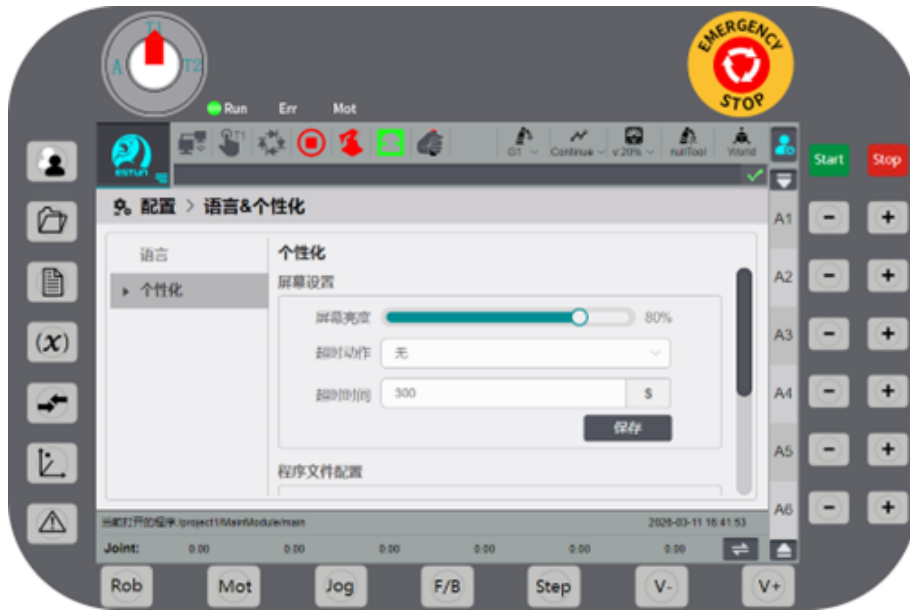 T1
A T2
EMERGENCY
STOP
Run Err Mot
T1
ESTUN
G1 Continue v 20% nullTool World
Start Stop
配置 > 语言&个性化
语言
个性化
个性化
屏幕设置
屏幕亮度 80%
超时动作 无
超时时间 300 S
保存
程序文件配置
A1 - +
A2 - +
A3 - +
A4 - +
A5 - +
A6 - +
(x)
当前打开的程序:/project1/MainModule/main 2026-03-11 16:41:53
Joint: 0.00 0.00 0.00 0.00 0.00 0.00
Rob Mot Jog F/B Step V- V+